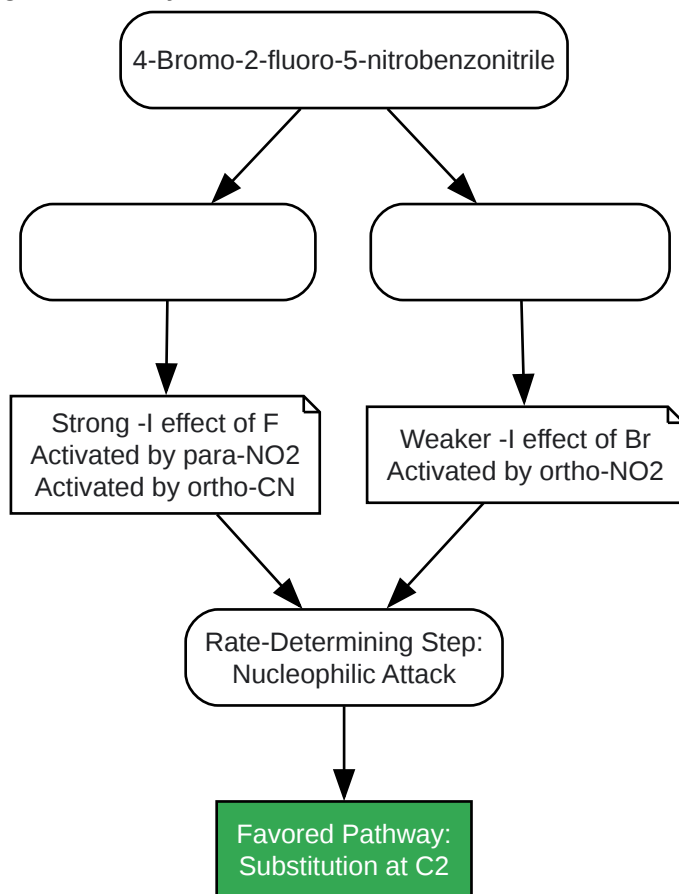 4-Bromo-2-fluoro-5-nitrobenzonitrile
Strong -I effect of F
Activated by para-NO2
Activated by ortho-CN
Weaker -I effect of Br
Activated by ortho-NO2
Rate-Determining Step:
Nucleophilic Attack
Favored Pathway:
Substitution at C2